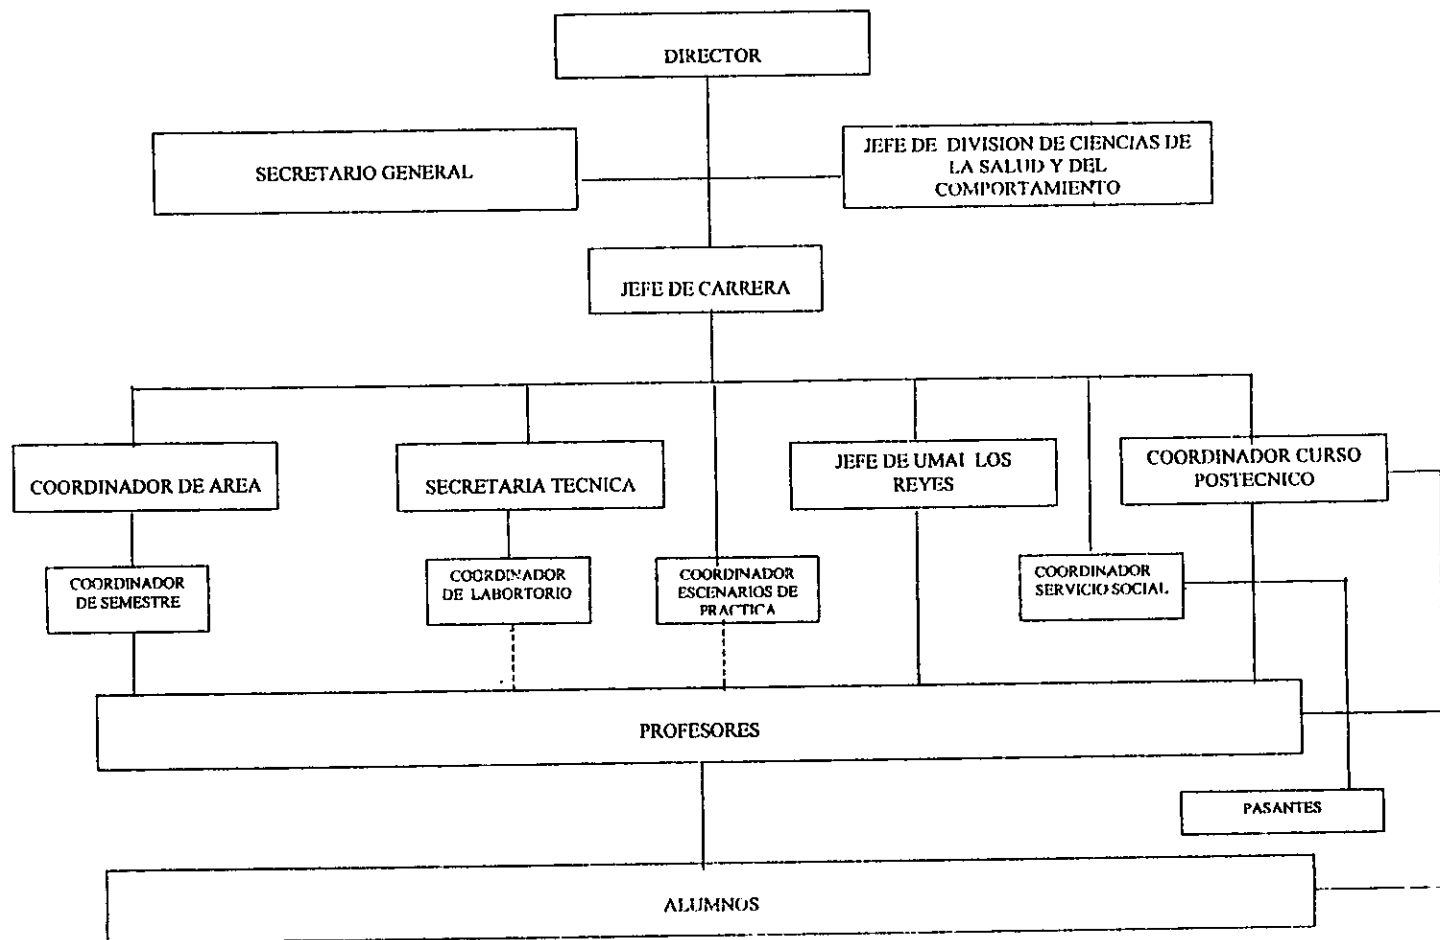 DIRECTOR
SECRETARIO GENERAL
JEFE DE DIVISION DE CIENCIAS DE
LA SALUD Y DEL
COMPORTAMIENTO
JEFE DE CARRERA
COORDINADOR DE AREA
SECRETARIA TECNICA
JEFE DE UMAI LOS
REYES
COORDINADOR CURSO
POSTECNICO
COORDINADOR
DE SEMESTRE
COORDINADOR
DE LABORTORIO
COORDINADOR
ESCENARIOS DE
PRACTICA
COORDINADOR
SERVICIO SOCIAL
PROFESORES
PASANTES
ALUMNOS